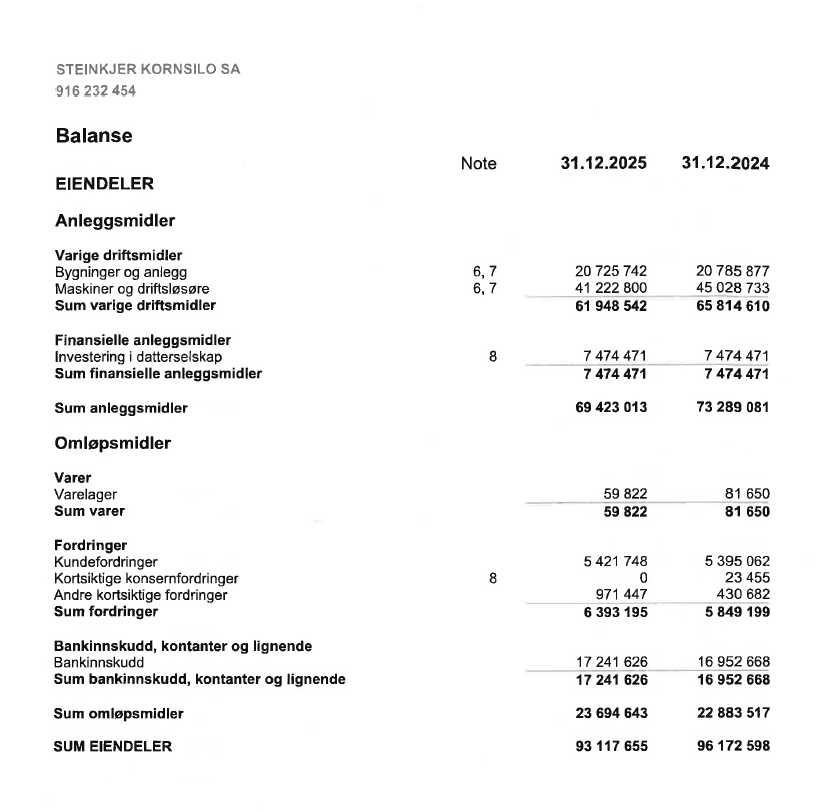 STEINKJER KORNSILO SA
916 232 454
Balanse
Note 31.12.2025 31.12.2024
EIENDELER
Anleggsmidler
Varige driftsmidler
Bygninger og anlegg 6, 7 20 725 742 20 785 877
Maskiner og driftsløsøre 6, 7 41 222 800 45 028 733
Sum varige driftsmidler 61 948 542 65 814 610
Finansielle anleggsmidler
Investering i datterselskap 8 7 474 471 7 474 471
Sum finansielle anleggsmidler 7 474 471 7 474 471
Sum anleggsmidler 69 423 013 73 289 081
Omløpsmidler
Varer
Varelager 59 822 81 650
Sum varer 59 822 81 650
Fordringer
Kundefordringer 5 421 748 5 395 062
Kortsiktige konsernfordringer 8 0 23 455
Andre kortsiktige fordringer 971 447 430 682
Sum fordringer 6 393 195 5 849 199
Bankinnskudd, kontanter og lignende
Bankinnskudd 17 241 626 16 952 668
Sum bankinnskudd, kontanter og lignende 17 241 626 16 952 668
Sum omløpsmidler 23 694 643 22 883 517
SUM EIENDELER 93 117 655 96 172 598